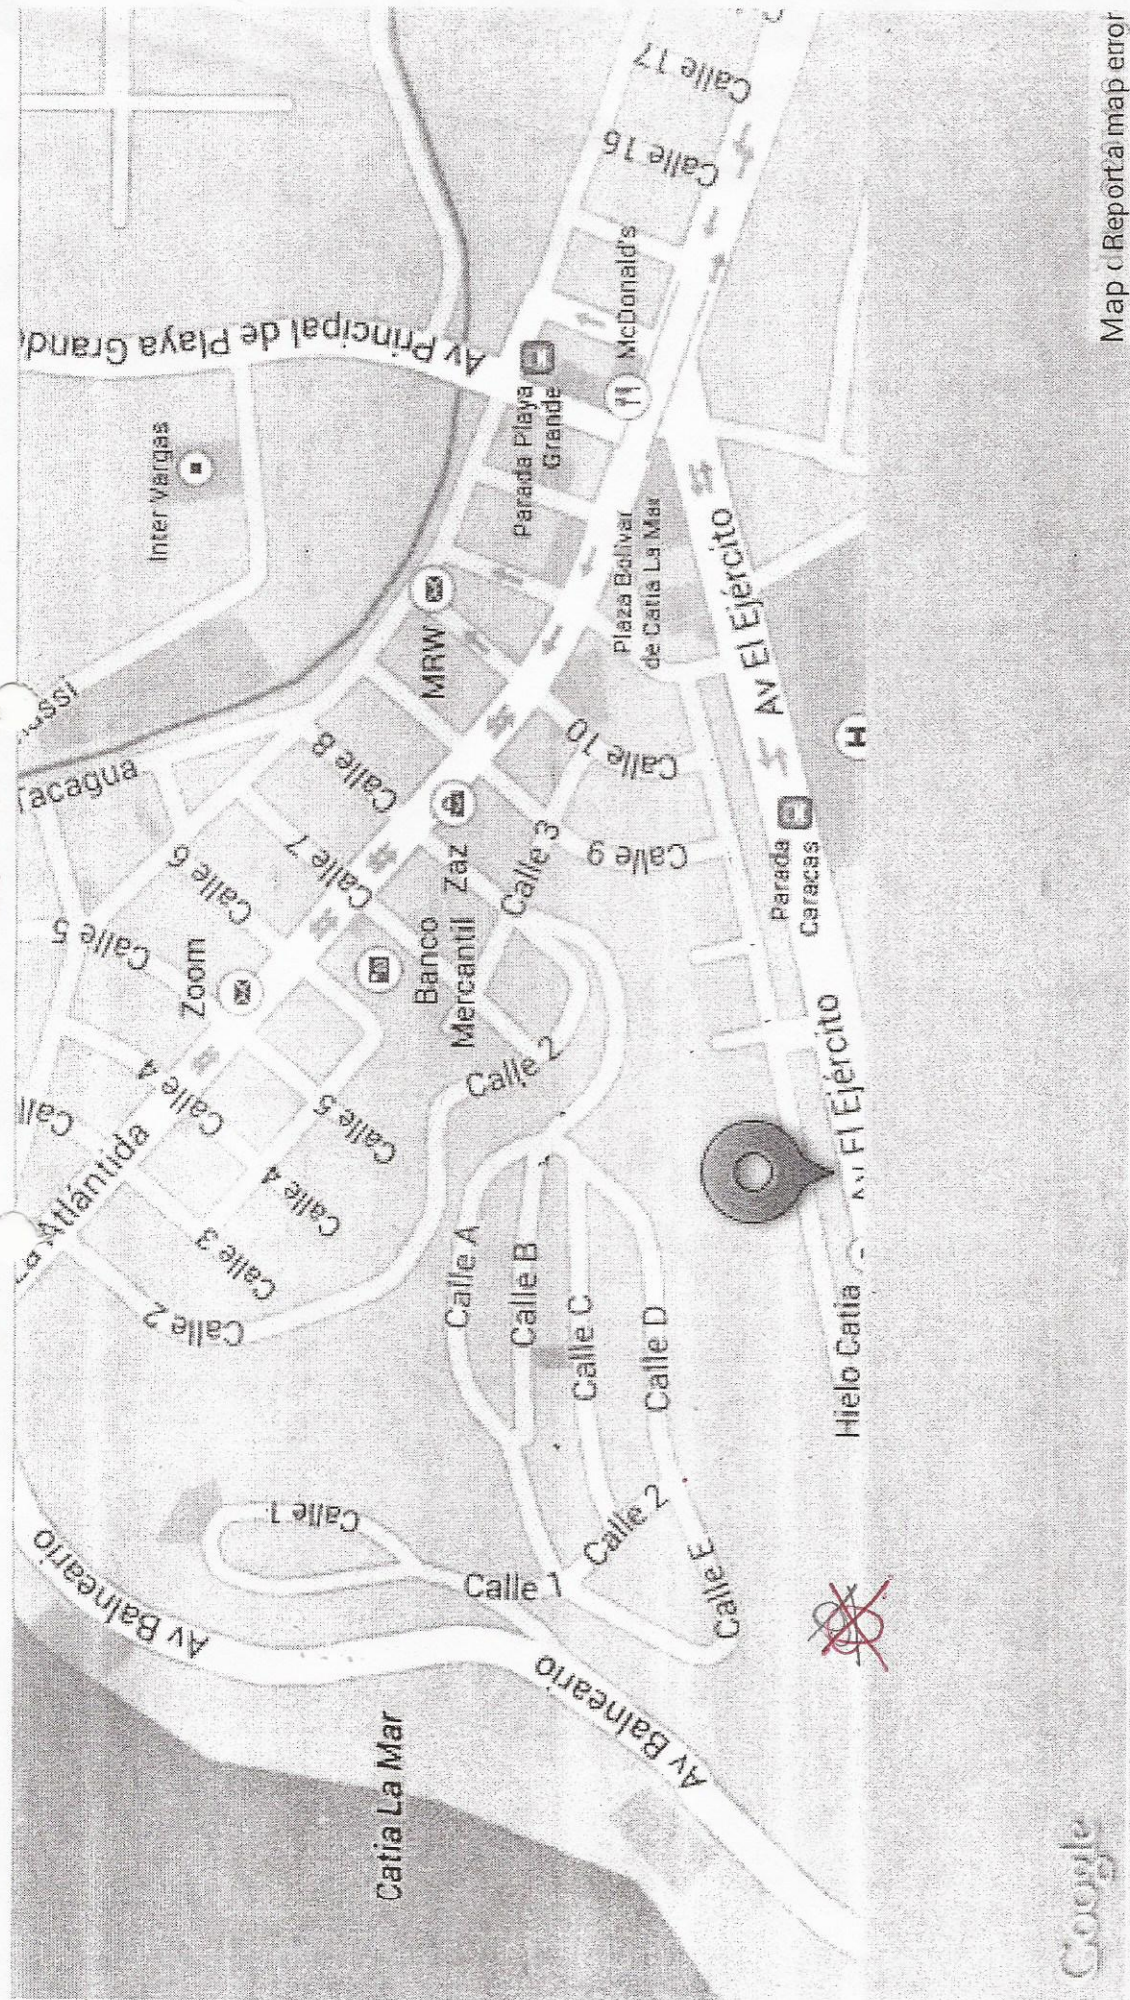 Av Balneario
Calle 1
Calle 2
Atlántida
Calle 3
Calle 4
Calle 4
Calle 5
Zoom
Calle 5
Calle 6
Tacagua
Calle 7
Calle 8
Inter Vargas
Av Principal de Playa Grand
MRW
Parada Playa
Grande
McDonald's
Calle 16
Calle 17
Catia La Mar
Calle 1
Calle A
Calle B
Calle C
Calle D
Calle 2
Calle 2
Banco
Mercantil
Zaz
Calle 3
Calle 9
Calle 10
Plaza Bolívar
de Catia La Mar
Av Balneario
Calle E
Hielo Catia
Av El Ejército
Parada
Caracas
Av El Ejército
H
Google
Report a map error